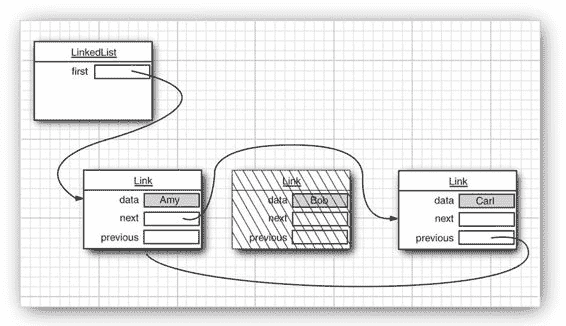 LinkedList
first
Link
data Amy
next
previous
Link
data Bob
next
previous
Link
data Carl
next
previous